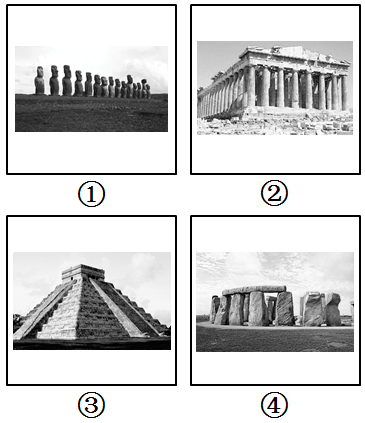 ① ②
③ ④